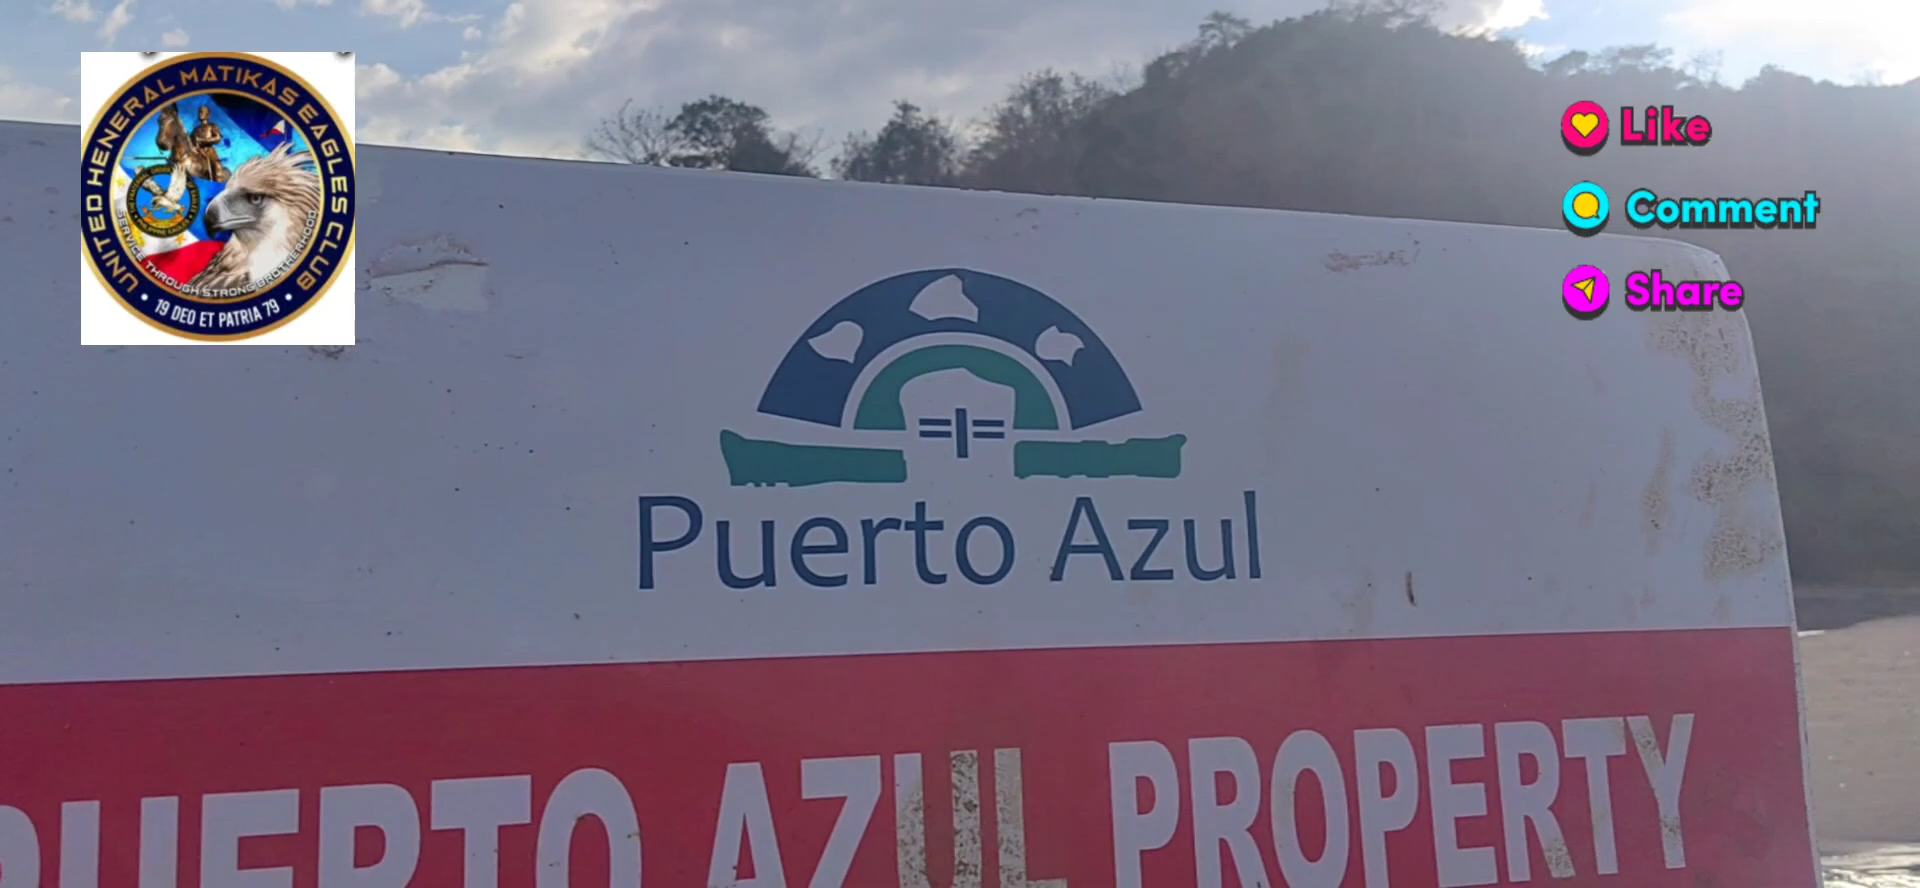 UNITED HENERAL MATIKAS EAGLES CLUB
SERVICE THROUGH STRONG BROTHERHOOD
• 19 DEO ET PATRIA 79 •
Like
Comment
Share
Puerto Azul
PUERTO AZUL PROPERTY